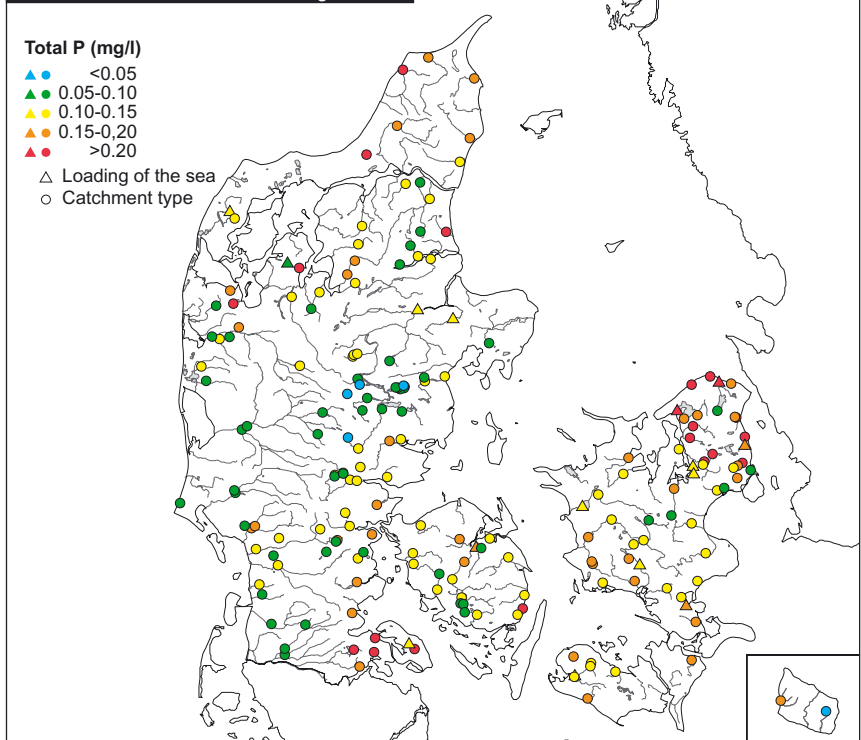 Total P (mg/l)
<0.05
0.05-0.10
0.10-0.15
0.15-0,20
>0.20
Loading of the sea
Catchment type